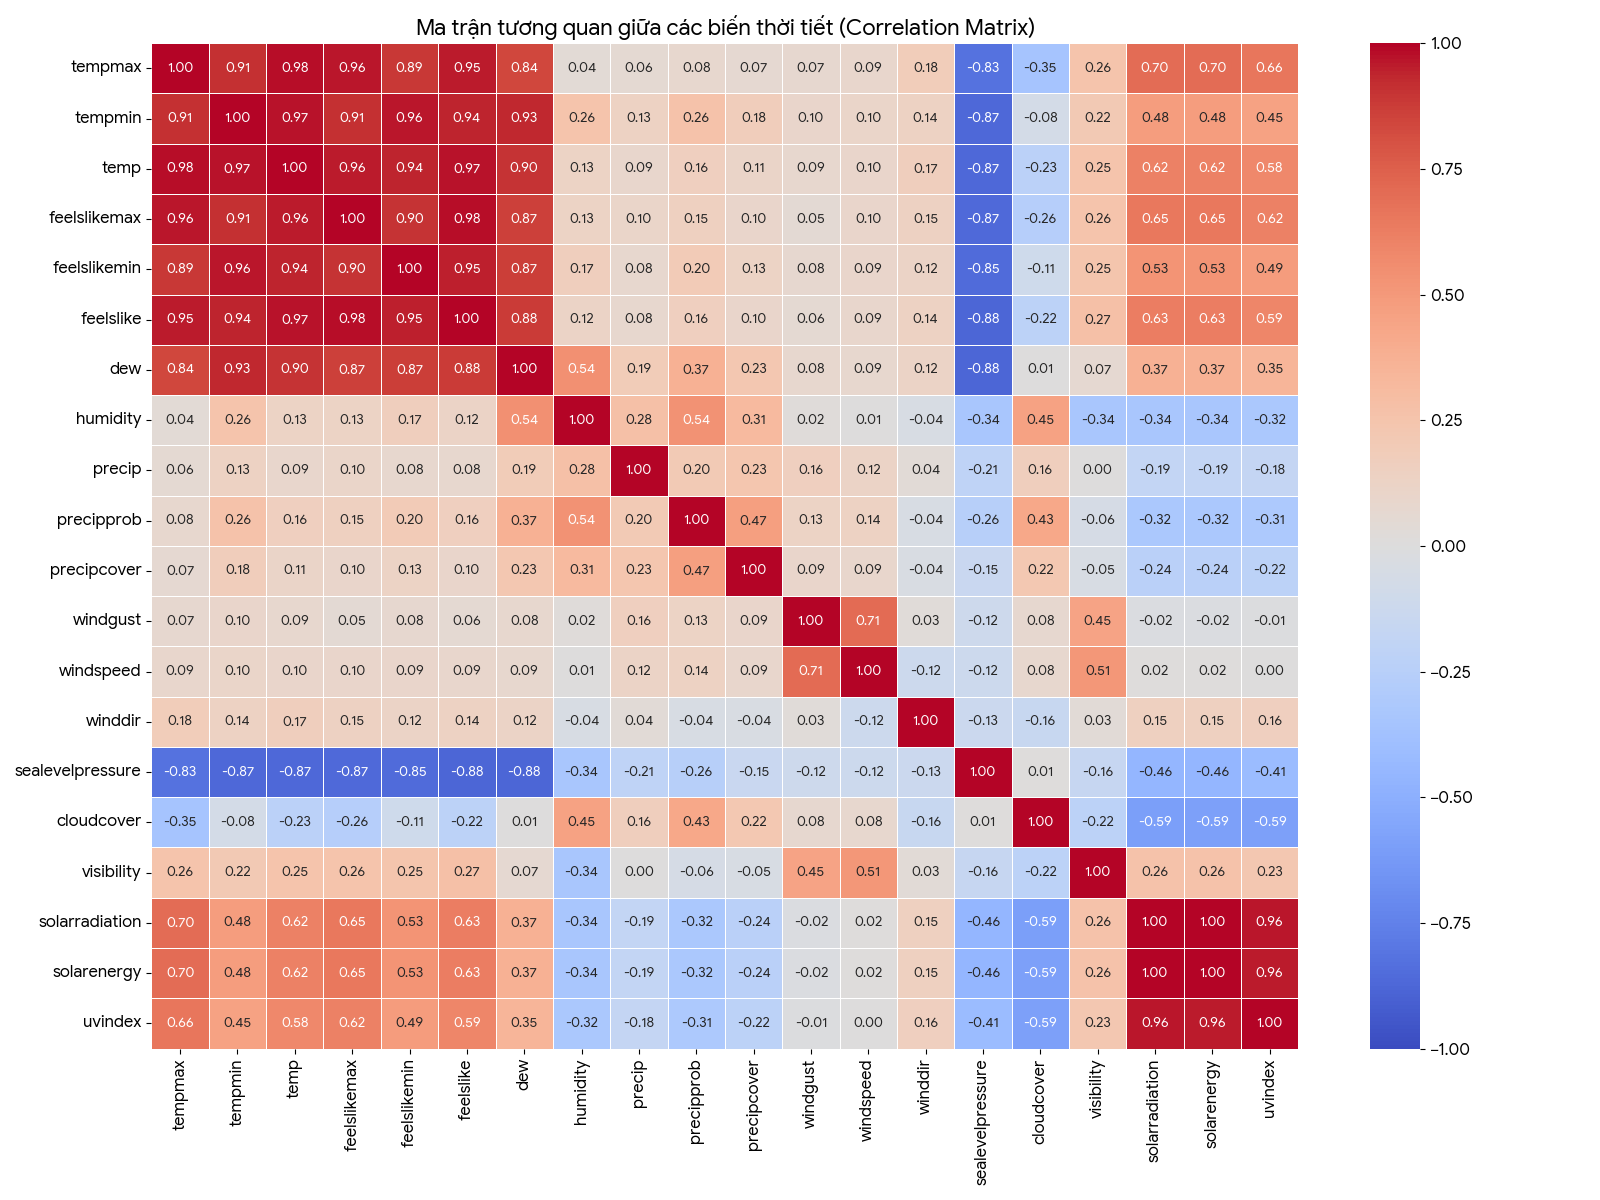 Ma trận tương quan giữa các biến thời tiết (Correlation Matrix)
tempmax 1.00 0.91 0.98 0.96 0.89 0.95 0.84 0.04 0.06 0.08 0.07 0.07 0.09 0.18 -0.83 -0.35 0.26 0.70 0.70 0.66
tempmin 0.91 1.00 0.97 0.91 0.96 0.94 0.93 0.26 0.13 0.26 0.18 0.10 0.10 0.14 -0.87 -0.08 0.22 0.48 0.48 0.45
temp 0.98 0.97 1.00 0.96 0.94 0.97 0.90 0.13 0.09 0.16 0.11 0.09 0.10 0.17 -0.87 -0.23 0.25 0.62 0.62 0.58
feelslikemax 0.96 0.91 0.96 1.00 0.90 0.98 0.87 0.13 0.10 0.15 0.10 0.05 0.10 0.15 -0.87 -0.26 0.26 0.65 0.65 0.62
feelslikemin 0.89 0.96 0.94 0.90 1.00 0.95 0.87 0.17 0.08 0.20 0.13 0.08 0.09 0.12 -0.85 -0.11 0.25 0.53 0.53 0.49
feelslike 0.95 0.94 0.97 0.98 0.95 1.00 0.88 0.12 0.08 0.16 0.10 0.06 0.09 0.14 -0.88 -0.22 0.27 0.63 0.63 0.59
dew 0.84 0.93 0.90 0.87 0.87 0.88 1.00 0.54 0.19 0.37 0.23 0.08 0.09 0.12 -0.88 0.01 0.07 0.37 0.37 0.35
humidity 0.04 0.26 0.13 0.13 0.17 0.12 0.54 1.00 0.28 0.54 0.31 0.02 0.01 -0.04 -0.34 0.45 -0.34 -0.34 -0.34 -0.32
precip 0.06 0.13 0.09 0.10 0.08 0.08 0.19 0.28 1.00 0.20 0.23 0.16 0.12 0.04 -0.21 0.16 0.00 -0.19 -0.19 -0.18
precipprob 0.08 0.26 0.16 0.15 0.20 0.16 0.37 0.54 0.20 1.00 0.47 0.13 0.14 -0.04 -0.26 0.43 -0.06 -0.32 -0.32 -0.31
precipcover 0.07 0.18 0.11 0.10 0.13 0.10 0.23 0.31 0.23 0.47 1.00 0.09 0.09 -0.04 -0.15 0.22 -0.05 -0.24 -0.24 -0.22
windgust 0.07 0.10 0.09 0.05 0.08 0.06 0.08 0.02 0.16 0.13 0.09 1.00 0.71 0.03 -0.12 0.08 0.45 -0.02 -0.02 -0.01
windspeed 0.09 0.10 0.10 0.10 0.09 0.09 0.09 0.01 0.12 0.14 0.09 0.71 1.00 -0.12 -0.12 0.08 0.51 0.02 0.02 0.00
winddir 0.18 0.14 0.17 0.15 0.12 0.14 0.12 -0.04 0.04 -0.04 -0.04 0.03 -0.12 1.00 -0.13 -0.16 0.03 0.15 0.15 0.16
sealevelpressure -0.83 -0.87 -0.87 -0.87 -0.85 -0.88 -0.88 -0.34 -0.21 -0.26 -0.15 -0.12 -0.12 -0.13 1.00 0.01 -0.16 -0.46 -0.46 -0.41
cloudcover -0.35 -0.08 -0.23 -0.26 -0.11 -0.22 0.01 0.45 0.16 0.43 0.22 0.08 0.08 -0.16 0.01 1.00 -0.22 -0.59 -0.59 -0.59
visibility 0.26 0.22 0.25 0.26 0.25 0.27 0.07 -0.34 0.00 -0.06 -0.05 0.45 0.51 0.03 -0.16 -0.22 1.00 0.26 0.26 0.23
solarradiation 0.70 0.48 0.62 0.65 0.53 0.63 0.37 -0.34 -0.19 -0.32 -0.24 -0.02 0.02 0.15 -0.46 -0.59 0.26 1.00 1.00 0.96
solarenergy 0.70 0.48 0.62 0.65 0.53 0.63 0.37 -0.34 -0.19 -0.32 -0.24 -0.02 0.02 0.15 -0.46 -0.59 0.26 1.00 1.00 0.96
uvindex 0.66 0.45 0.58 0.62 0.49 0.59 0.35 -0.32 -0.18 -0.31 -0.22 -0.01 0.00 0.16 -0.41 -0.59 0.23 0.96 0.96 1.00
tempmax tempmin temp feelslikemax feelslikemin feelslike dew humidity precip precipprob precipcover windgust windspeed winddir sealevelpressure cloudcover visibility solarradiation solarenergy uvindex
1.00
0.75
0.50
0.25
0.00
−0.25
−0.50
−0.75
−1.00